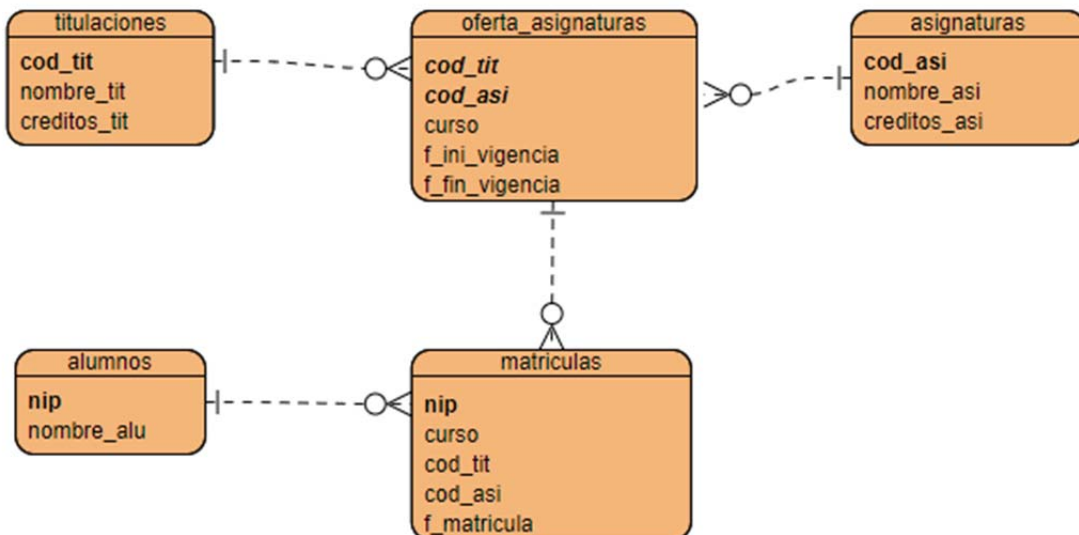 titulaciones
cod_tit
nombre_tit
creditos_tit
oferta_asignaturas
cod_tit
cod_asi
curso
f_ini_vigencia
f_fin_vigencia
asignaturas
cod_asi
nombre_asi
creditos_asi
alumnos
nip
nombre_alu
matriculas
nip
curso
cod_tit
cod_asi
f_matricula